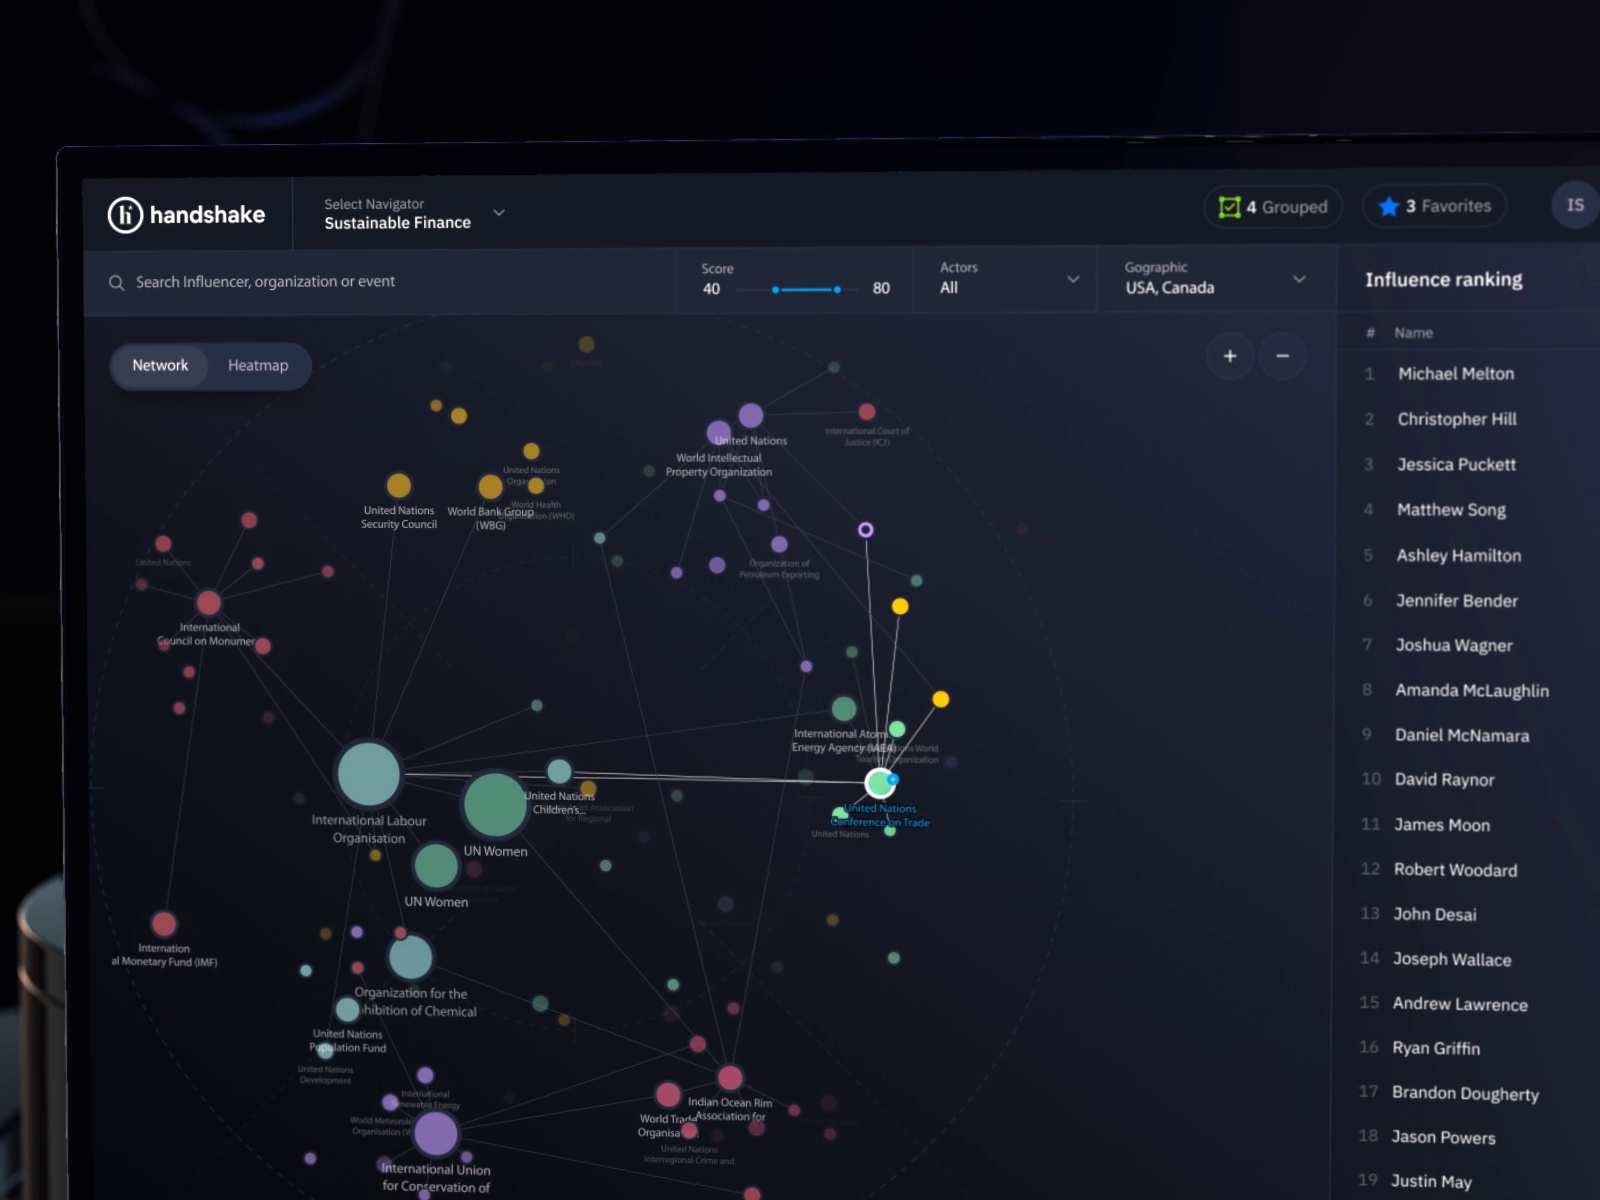 handshake
Select Navigator
Sustainable Finance
4 Grouped
3 Favorites
IS
Search Influencer, organization or event
Score
40
80
Actors
All
Gographic
USA, Canada
Influence ranking
# Name
Network
Heatmap
+
−
1 Michael Melton
2 Christopher Hill
3 Jessica Puckett
4 Matthew Song
5 Ashley Hamilton
6 Jennifer Bender
7 Joshua Wagner
8 Amanda McLaughlin
9 Daniel McNamara
10 David Raynor
11 James Moon
12 Robert Woodard
13 John Desai
14 Joseph Wallace
15 Andrew Lawrence
16 Ryan Griffin
17 Brandon Dougherty
18 Jason Powers
19 Justin May
International Court of
Justice (ICJ)
United Nations
World Intellectual
Property Organization
United Nations
United Nations
Security Council
World Bank Group
(WBG)
World Health
(WHO)
United Nations
Organization of
Petroleum Exporting
International
Council on Monumer
International Atomi
Energy Agency (IAEA)
World
Organization
United Nations
Children's...
Association
for Regional
International Labour
Organisation
United Nations
Conference on Trade
United Nations
UN Women
UN Women
Internation
al Monetary Fund (IMF)
Organization for the
hibition of Chemical
United Nations
Population Fund
United Nations
Development
International
Energy
Organisation
International Union
for Conservation of
World Trade
Organisa
Indian Ocean Rim
Association for
United Nations
Interregional Crime and